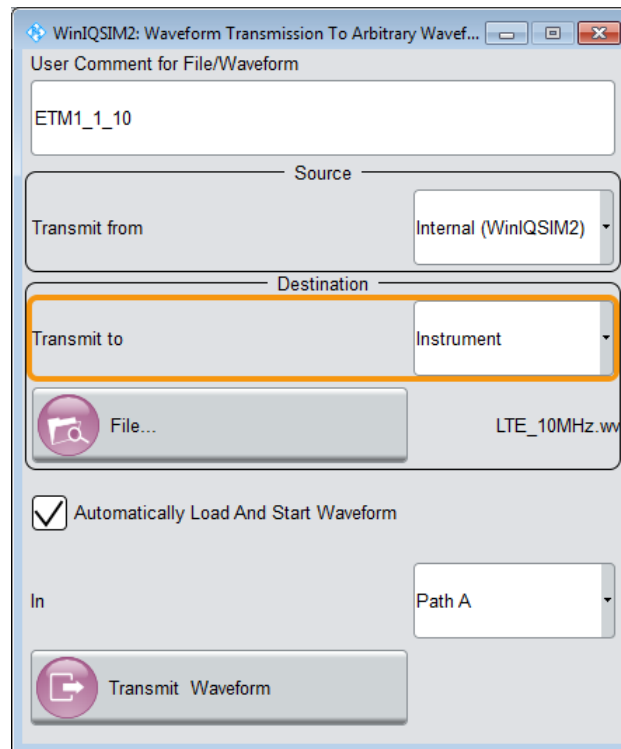 WinIQSIM2: Waveform Transmission To Arbitrary Wavef...
User Comment for File/Waveform
ETM1_1_10
Source
Transmit from Internal (WinIQSIM2)
Destination
Transmit to Instrument
File... LTE_10MHz.wv
Automatically Load And Start Waveform
In Path A
Transmit Waveform